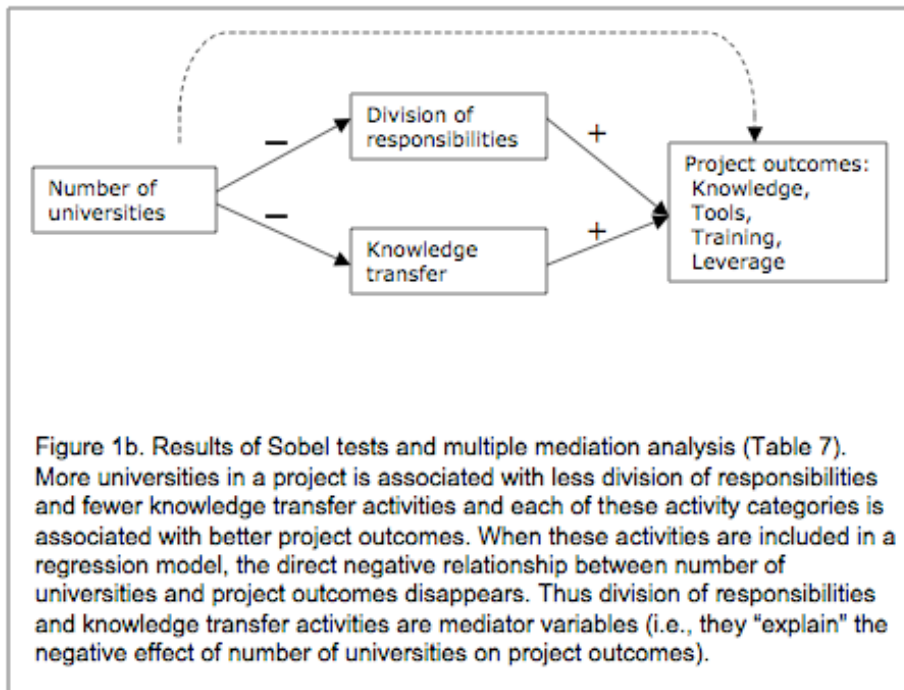 Division of
responsibilities
−
+
Number of
universities
Project outcomes:
Knowledge,
Tools,
Training,
Leverage
−
+
Knowledge
transfer
Figure 1b. Results of Sobel tests and multiple mediation analysis (Table 7).
More universities in a project is associated with less division of responsibilities
and fewer knowledge transfer activities and each of these activity categories is
associated with better project outcomes. When these activities are included in a
regression model, the direct negative relationship between number of
universities and project outcomes disappears. Thus division of responsibilities
and knowledge transfer activities are mediator variables (i.e., they “explain" the
negative effect of number of universities on project outcomes).